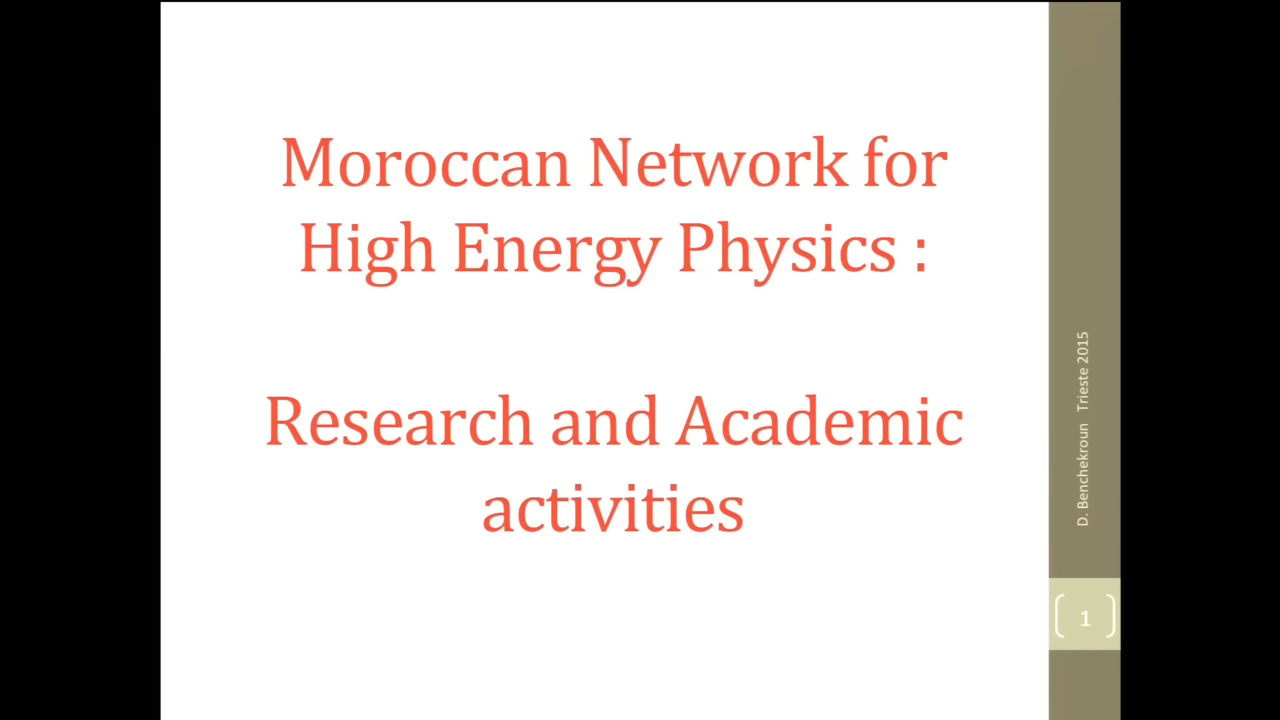 Moroccan Network for
High Energy Physics :
Research and Academic
activities
D. Benchekroun Trieste 2015
1